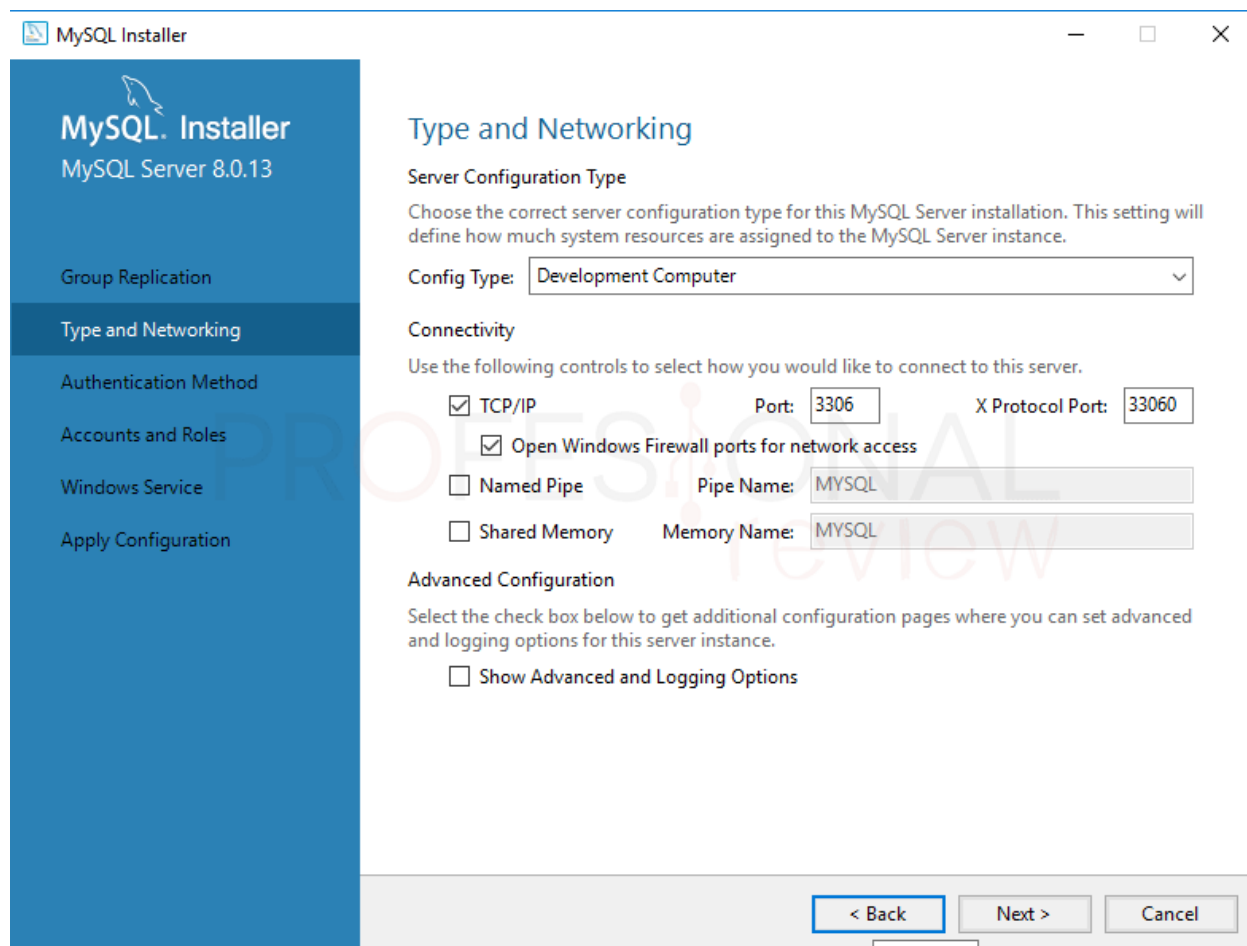 MySQL Installer
MySQL. Installer
MySQL Server 8.0.13
Group Replication
Type and Networking
Authentication Method
Accounts and Roles
Windows Service
Apply Configuration
Type and Networking
Server Configuration Type
Choose the correct server configuration type for this MySQL Server installation. This setting will
define how much system resources are assigned to the MySQL Server instance.
Config Type: Development Computer
Connectivity
Use the following controls to select how you would like to connect to this server.
TCP/IP Port: 3306 X Protocol Port: 33060
Open Windows Firewall ports for network access
Named Pipe Pipe Name: MYSQL
Shared Memory Memory Name: MYSQL
Advanced Configuration
Select the check box below to get additional configuration pages where you can set advanced
and logging options for this server instance.
Show Advanced and Logging Options
< Back Next > Cancel
PROFESIONAL
review